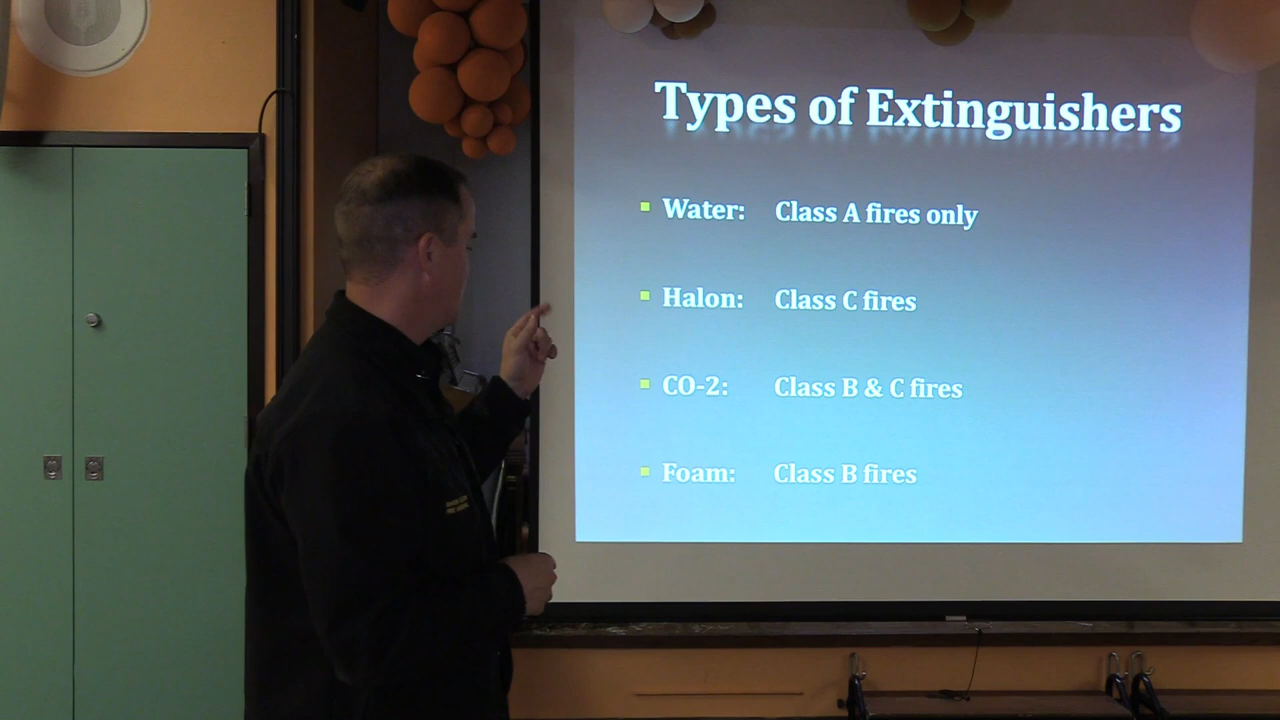 Types of Extinguishers
Water: Class A fires only
Halon: Class C fires
CO-2: Class B & C fires
Foam: Class B fires